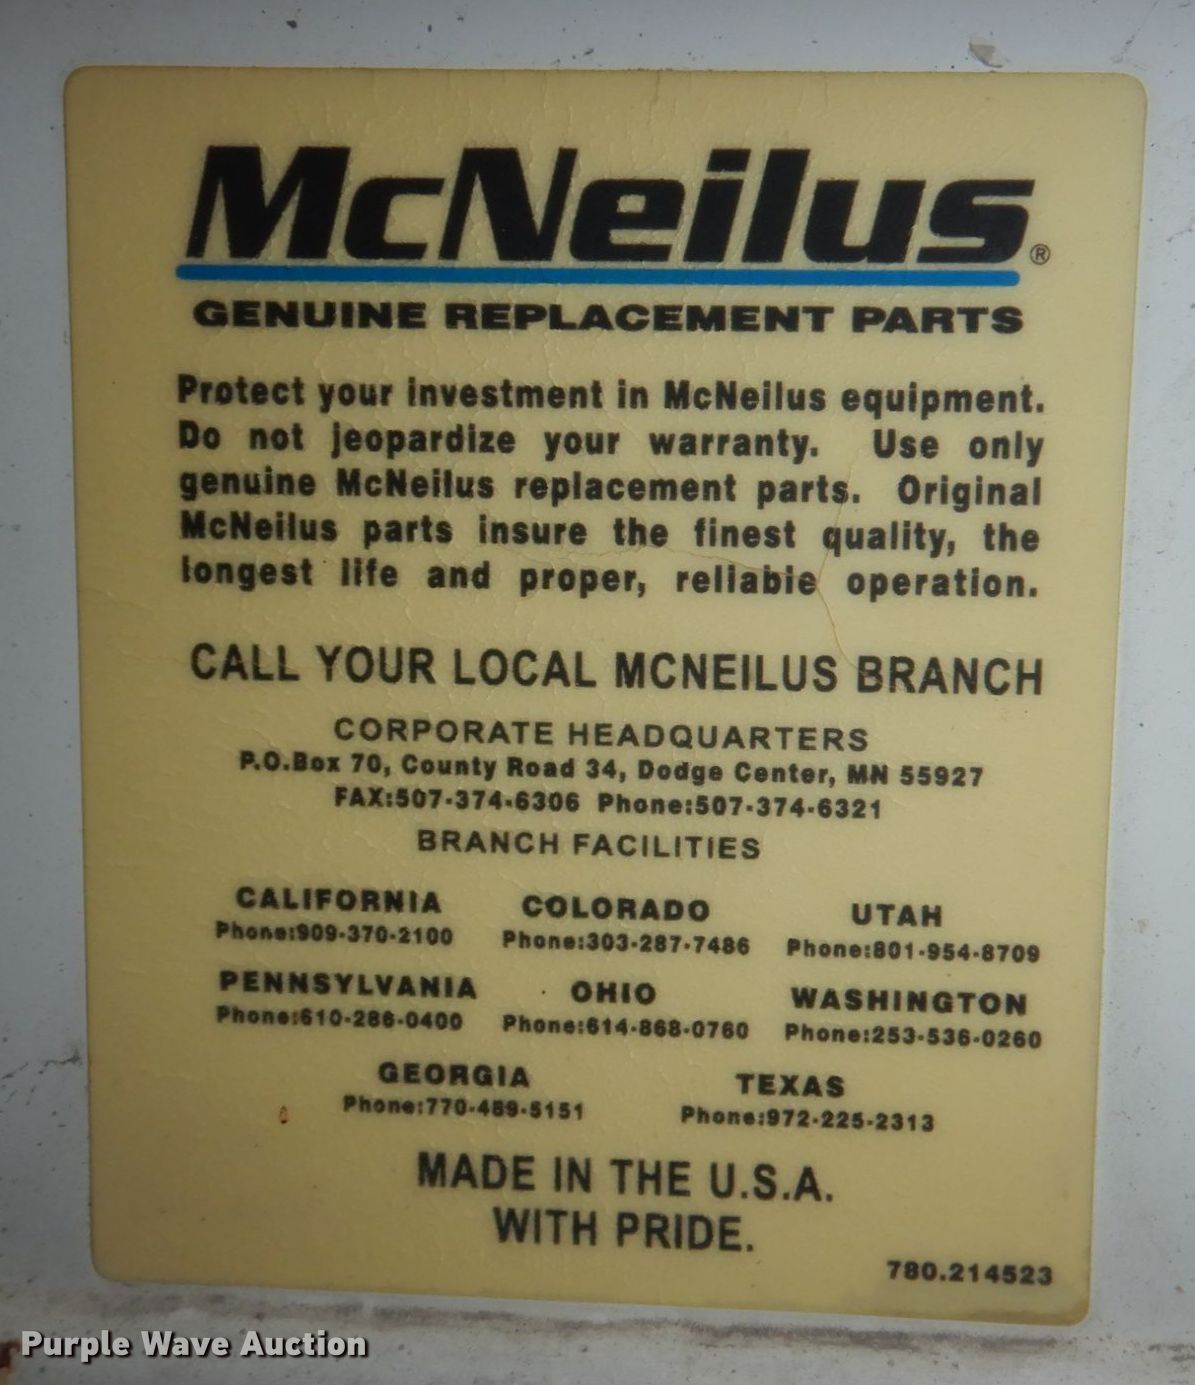 McNeilus®
GENUINE REPLACEMENT PARTS
Protect your investment in McNeilus equipment.
Do not jeopardize your warranty. Use only
genuine McNeilus replacement parts. Original
McNeilus parts insure the finest quality, the
longest life and proper, reliable operation.
CALL YOUR LOCAL MCNEILUS BRANCH
CORPORATE HEADQUARTERS
P.O.Box 70, County Road 34, Dodge Center, MN 55927
FAX:507-374-6306 Phone:507-374-6321
BRANCH FACILITIES
CALIFORNIA COLORADO UTAH
Phone:909-370-2100 Phone:303-287-7486 Phone:801-954-8709
PENNSYLVANIA OHIO WASHINGTON
Phone:610-286-0400 Phone:614-868-0760 Phone:253-536-0260
GEORGIA TEXAS
Phone:770-489-5151 Phone:972-225-2313
MADE IN THE U.S.A.
WITH PRIDE.
780.214523
Purple Wave Auction